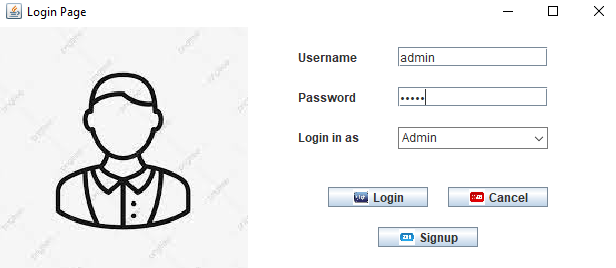 Login Page
Username admin
Password •••••
Login in as Admin
Login Cancel
Signup